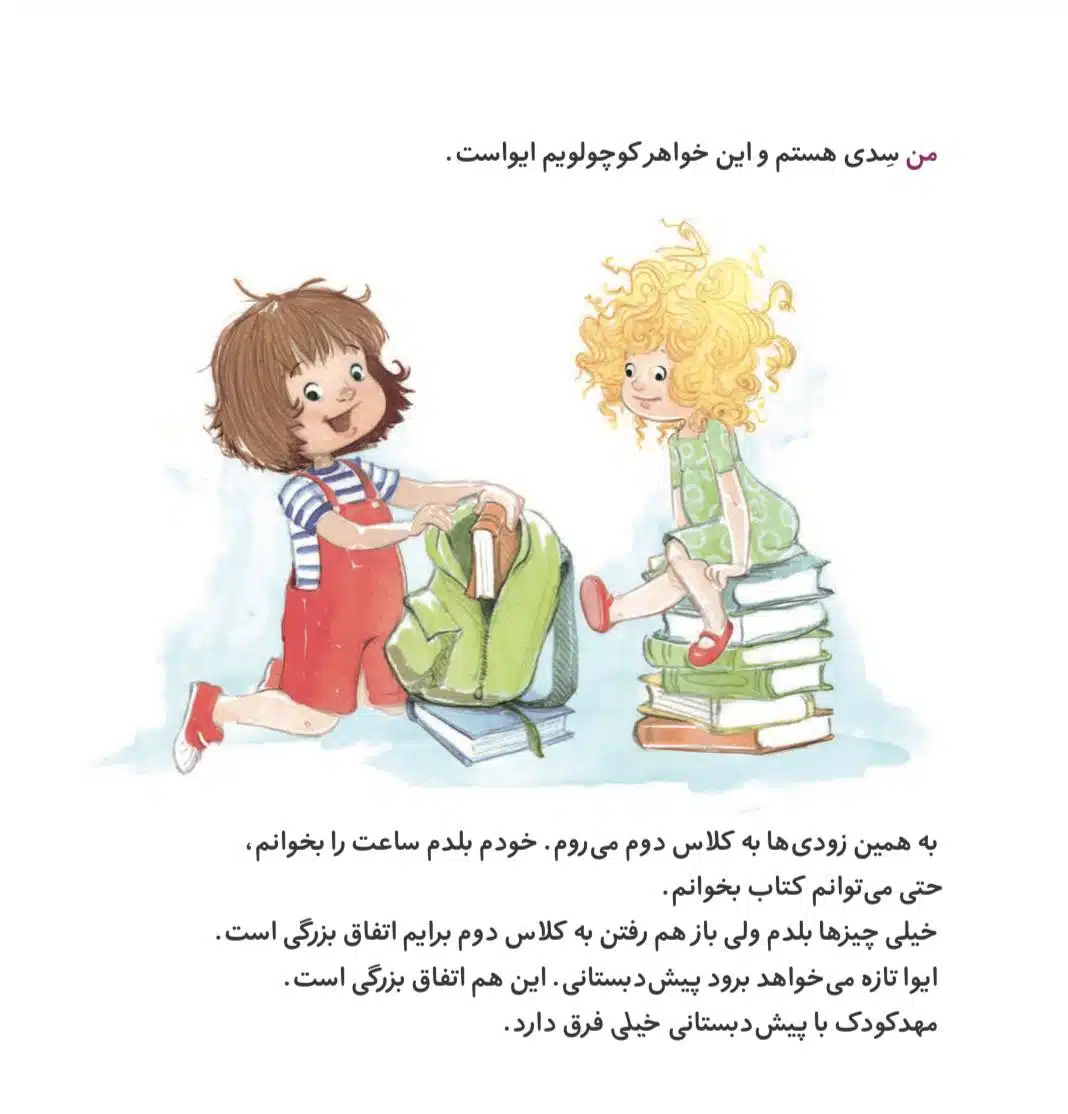 من سِدی هستم و این خواهر کوچولویم ایواست.
به همین زودی‌ها به کلاس دوم می‌روم. خودم بلدم ساعت را بخوانم،
حتی می‌توانم کتاب بخوانم.
خیلی چیزها بلدم ولی باز هم رفتن به کلاس دوم برایم اتفاق بزرگی است.
ایوا تازه می‌خواهد برود پیش‌دبستانی. این هم اتفاق بزرگی است.
مهدکودک با پیش‌دبستانی خیلی فرق دارد.